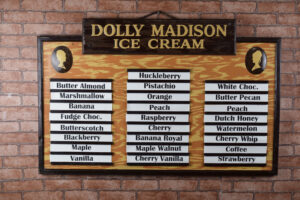 DOLLY MADISON
ICE CREAM
Butter Almond
Marshmallow
Banana
Fudge Choc.
Butterscotch
Blackberry
Maple
Vanilla
Huckleberry
Pistachio
Orange
Peach
Raspberry
Cherry
Banana Royal
Maple Walnut
Cherry Vanilla
White Choc.
Butter Pecan
Peach
Dutch Honey
Watermelon
Cherry Whip
Coffee
Strawberry